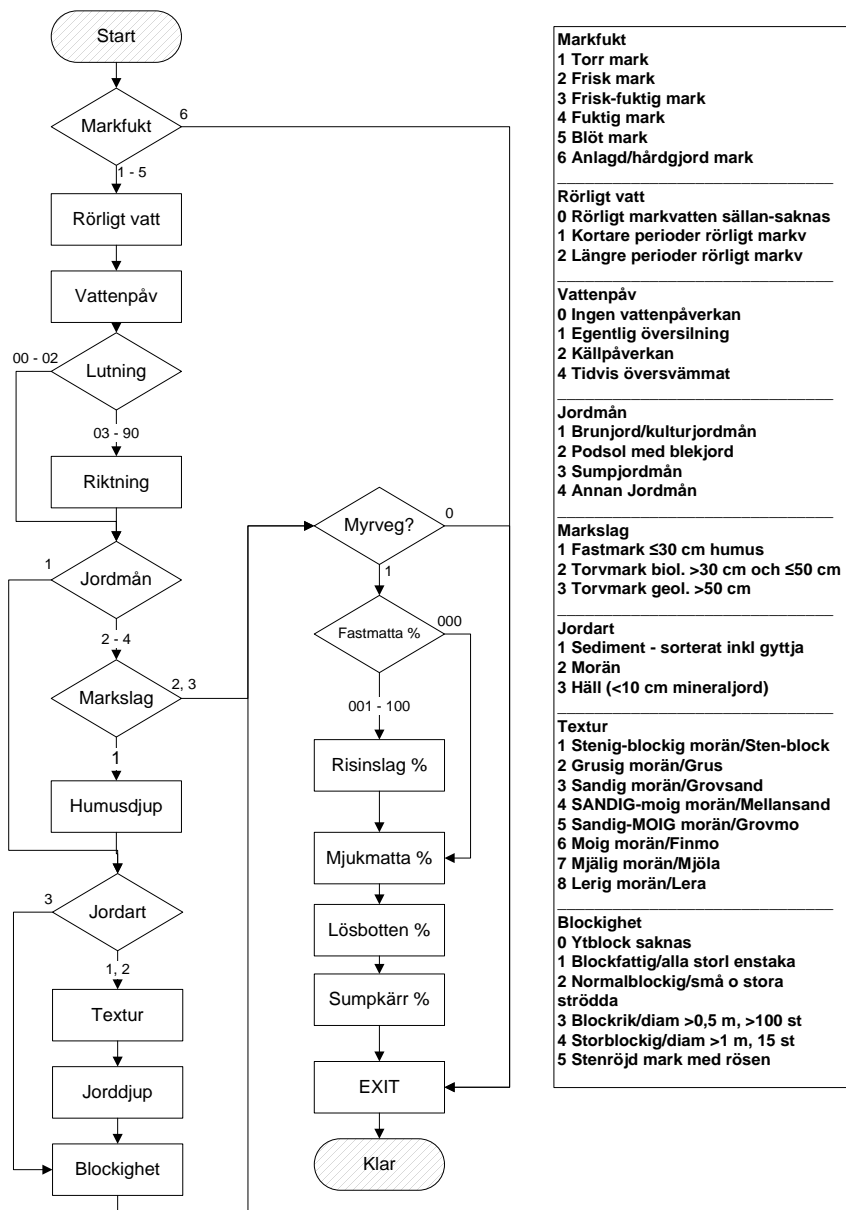 Start
Markfukt
6
1 - 5
Rörligt vatt
Vattenpåv
00 - 02
Lutning
03 - 90
Riktning
1
Jordmån
2 - 4
Markslag
2, 3
1
Humusdjup
3
Jordart
1, 2
Textur
Jorddjup
Blockighet
Myrveg?
0
1
Fastmatta %
000
001 - 100
Risinslag %
Mjukmatta %
Lösbotten %
Sumpkärr %
EXIT
Klar
Markfukt
1 Torr mark
2 Frisk mark
3 Frisk-fuktig mark
4 Fuktig mark
5 Blöt mark
6 Anlagd/hårdgjord mark
Rörligt vatt
0 Rörligt markvatten sällan-saknas
1 Kortare perioder rörligt markv
2 Längre perioder rörligt markv
Vattenpåv
0 Ingen vattenpåverkan
1 Egentlig översilning
2 Källpåverkan
4 Tidvis översvämmat
Jordmån
1 Brunjord/kulturjordmån
2 Podsol med blekjord
3 Sumpjordmån
4 Annan Jordmån
Markslag
1 Fastmark ≤30 cm humus
2 Torvmark biol. >30 cm och ≤50 cm
3 Torvmark geol. >50 cm
Jordart
1 Sediment - sorterat inkl gyttja
2 Morän
3 Häll (<10 cm mineraljord)
Textur
1 Stenig-blockig morän/Sten-block
2 Grusig morän/Grus
3 Sandig morän/Grovsand
4 SANDIG-moig morän/Mellansand
5 Sandig-MOIG morän/Grovmo
6 Moig morän/Finmo
7 Mjälig morän/Mjöla
8 Lerig morän/Lera
Blockighet
0 Ytblock saknas
1 Blockfattig/alla storl enstaka
2 Normalblockig/små o stora
strödda
3 Blockrik/diam >0,5 m, >100 st
4 Storblockig/diam >1 m, 15 st
5 Stenröjd mark med rösen